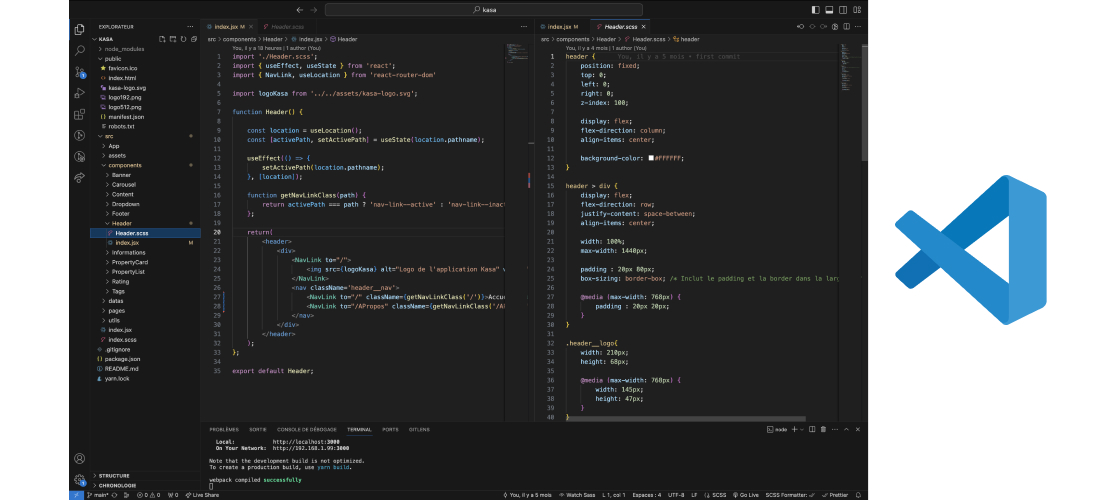 kasa
EXPLORATEUR
KASA
node_modules
public
favicon.ico
index.html
kasa-logo.svg
logo192.png
logo512.png
manifest.json
robots.txt
src
App
assets
components
Banner
Carousel
Content
Dropdown
Footer
Header
Header.scss
index.jsx M
Informations
PropertyCard
PropertyList
Rating
Tags
datas
pages
utils
index.jsx
index.scss
.gitignore
package.json
README.md
yarn.lock
STRUCTURE
CHRONOLOGIE
index.jsx M
Header.scss
src > components > Header > index.jsx > Header
You, il y a 18 heures | 1 author (You)
1 import './Header.scss';
2 import { useEffect, useState } from 'react';
3 import { NavLink, useLocation } from 'react-router-dom'
4
5 import logoKasa from '../../assets/kasa-logo.svg';
6
7 function Header() {
8
9 const location = useLocation();
10 const [activePath, setActivePath] = useState(location.pathname);
11
12 useEffect(() => {
13 setActivePath(location.pathname);
14 }, [location]);
15
16 function getNavLinkClass(path) {
17 return activePath === path ? 'nav-link--active' : 'nav-link--inact
18 };
19
20 return(
21 <header>
22 <div>
23 <NavLink to="/">
24 <img src={logoKasa} alt="Logo de l'application Kasa"
25 </NavLink>
26 <nav className="header__nav">
27 <NavLink to="/" className={getNavLinkClass('/')}>Accu
28 <NavLink to="/APropos" className={getNavLinkClass('/A
29 </nav>
30 </div>
31 </header>
32 );
33 };
34
35 export default Header;
index.jsx M
Header.scss
src > components > Header > Header.scss > header
You, il y a 4 mois | 1 author (You)
1 header { You, il y a 5 mois • first commit
2 position: fixed;
3 top: 0;
4 left: 0;
5 right: 0;
6 z-index: 100;
7
8 display: flex;
9 flex-direction: column;
10 align-items: center;
11
12 background-color: #FFFFFF;
13 }
14
15 header > div {
16 display: flex;
17 flex-direction: row;
18 justify-content: space-between;
19 align-items: center;
20
21 width: 100%;
22 max-width: 1440px;
23
24 padding : 20px 80px;
25 box-sizing: border-box; /* Inclut le padding et la border dans la lar
26
27 @media (max-width: 768px) {
28 padding : 20px 20px;
29 }
30 }
31
32 .header__logo{
33 width: 210px;
34 height: 68px;
35
36 @media (max-width: 768px) {
37 width: 145px;
38 height: 47px;
39 }
40 }
PROBLÈMES SORTIE CONSOLE DE DÉBOGAGE TERMINAL PORTS GITLENS
node
Local: http://localhost:3000
On Your Network: http://192.168.1.99:3000
Note that the development build is not optimized.
To create a production build, use yarn build.
webpack compiled successfully
main* 0 0 0 Live Share
You, il y a 5 mois Watch Sass L 1, col 1 Espaces : 4 UTF-8 LF SCSS Go Live SCSS Formatter: Prettier